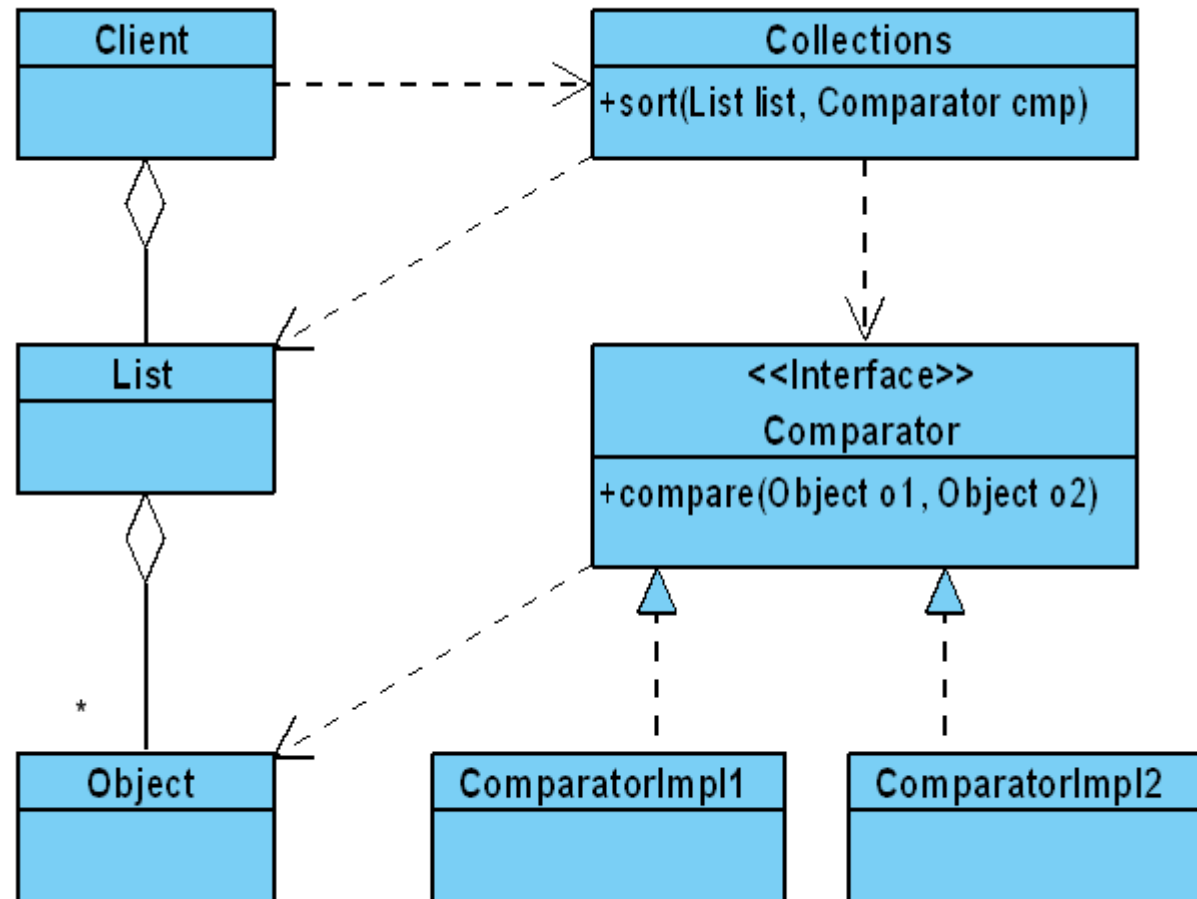 Client
Collections
+sort(List list, Comparator cmp)
List
<<Interface>>
Comparator
+compare(Object o1, Object o2)
*
Object
ComparatorImpl1
ComparatorImpl2